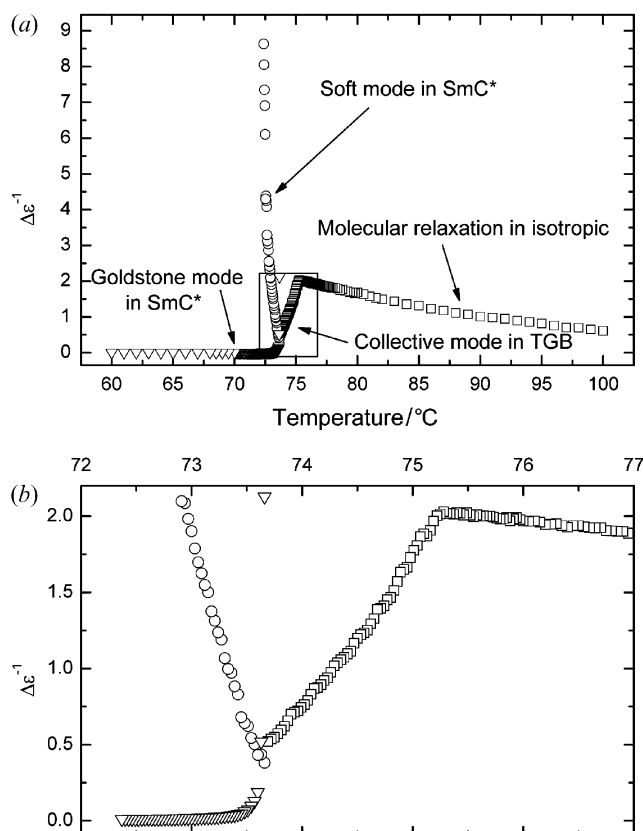 (a)
9
8
7
6
5
4
3
2
1
0
Δε⁻¹
Soft mode in SmC*
Molecular relaxation in isotropic
Goldstone mode
in SmC*
Collective mode in TGB
60 65 70 75 80 85 90 95 100
Temperature/°C
72 73 74 75 76 77
(b)
2.0
1.5
1.0
0.5
0.0
Δε⁻¹